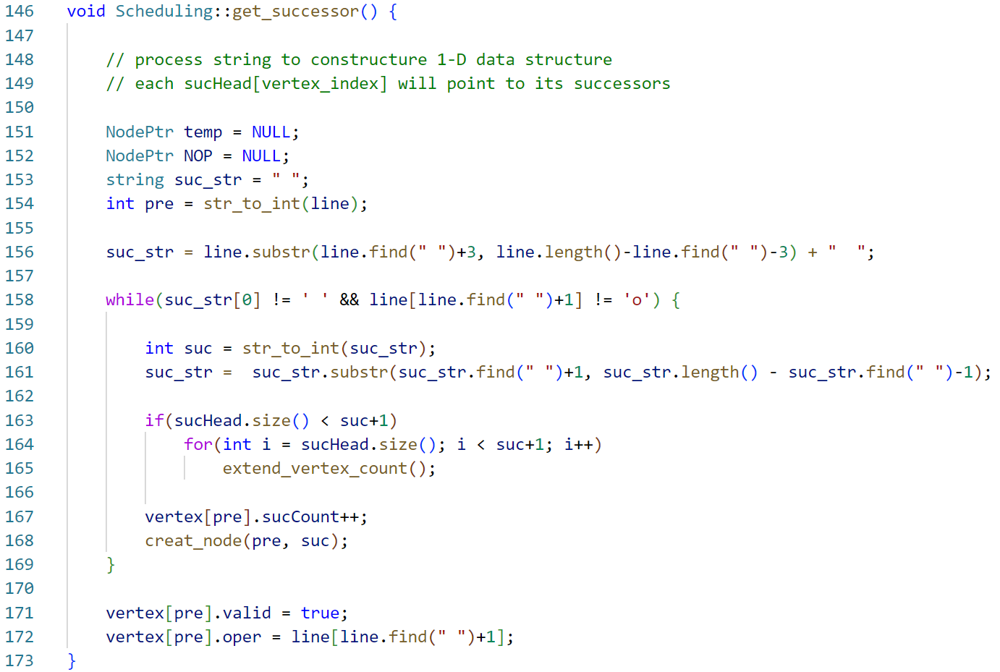 146 void Scheduling::get_successor() {
147
148     // process string to constructure 1-D data structure
149     // each sucHead[vertex_index] will point to its successors
150
151     NodePtr temp = NULL;
152     NodePtr NOP = NULL;
153     string suc_str = " ";
154     int pre = str_to_int(line);
155
156     suc_str = line.substr(line.find(" ")+3, line.length()-line.find(" ")-3) + "  ";
157
158     while(suc_str[0] != ' ' && line[line.find(" ")+1] != 'o') {
159
160         int suc = str_to_int(suc_str);
161         suc_str =  suc_str.substr(suc_str.find(" ")+1, suc_str.length() - suc_str.find(" ")-1);
162
163         if(sucHead.size() < suc+1)
164             for(int i = sucHead.size(); i < suc+1; i++)
165                 extend_vertex_count();
166
167         vertex[pre].sucCount++;
168         creat_node(pre, suc);
169     }
170
171     vertex[pre].valid = true;
172     vertex[pre].oper = line[line.find(" ")+1];
173 }